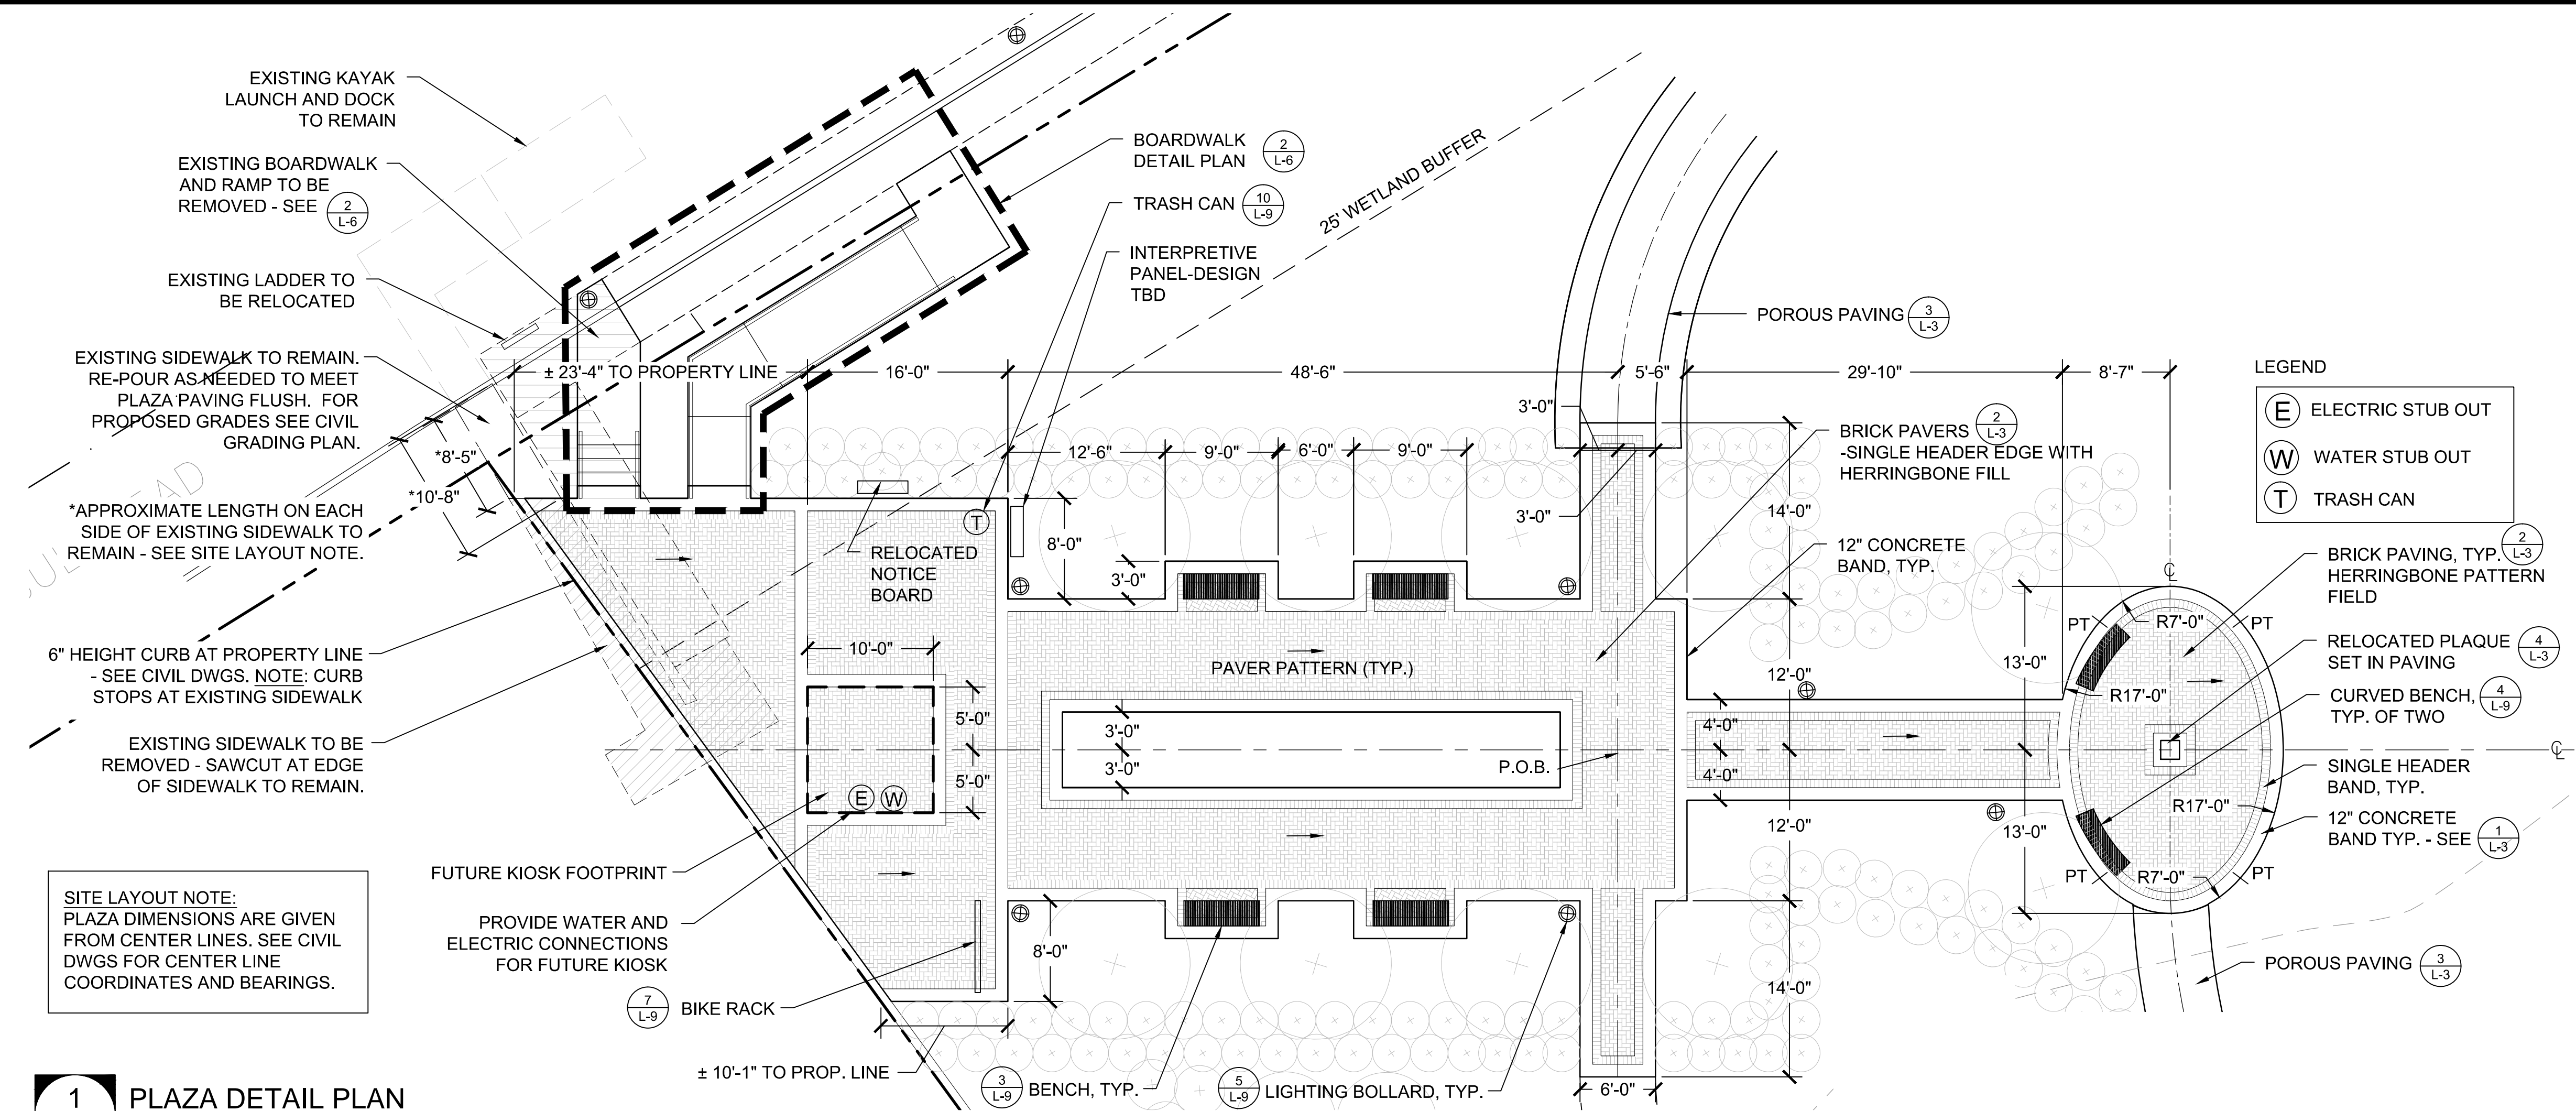 EXISTING KAYAK
LAUNCH AND DOCK
TO REMAIN
EXISTING BOARDWALK
AND RAMP TO BE
REMOVED - SEE
2
L-6
EXISTING LADDER TO
BE RELOCATED
EXISTING SIDEWALK TO REMAIN.
RE-POUR AS NEEDED TO MEET
PLAZA PAVING FLUSH. FOR
PROPOSED GRADES SEE CIVIL
GRADING PLAN.
*8'-5"
*10'-8"
*APPROXIMATE LENGTH ON EACH
SIDE OF EXISTING SIDEWALK TO
REMAIN - SEE SITE LAYOUT NOTE.
6" HEIGHT CURB AT PROPERTY LINE
- SEE CIVIL DWGS. NOTE: CURB
STOPS AT EXISTING SIDEWALK
EXISTING SIDEWALK TO BE
REMOVED - SAWCUT AT EDGE
OF SIDEWALK TO REMAIN.
SITE LAYOUT NOTE:
PLAZA DIMENSIONS ARE GIVEN
FROM CENTER LINES. SEE CIVIL
DWGS FOR CENTER LINE
COORDINATES AND BEARINGS.
1
PLAZA DETAIL PLAN
BOARDWALK
DETAIL PLAN
2
L-6
TRASH CAN
10
L-9
INTERPRETIVE
PANEL-DESIGN
TBD
25' WETLAND BUFFER
POROUS PAVING
3
L-3
± 23'-4" TO PROPERTY LINE
16'-0"
48'-6"
5'-6"
29'-10"
8'-7"
3'-0"
12'-6"
9'-0"
6'-0"
9'-0"
3'-0"
8'-0"
3'-0"
14'-0"
T
RELOCATED
NOTICE
BOARD
BRICK PAVERS
2
L-3
-SINGLE HEADER EDGE WITH
HERRINGBONE FILL
12" CONCRETE
BAND, TYP.
10'-0"
5'-0"
5'-0"
E
W
PAVER PATTERN (TYP.)
3'-0"
3'-0"
P.O.B.
12'-0"
4'-0"
4'-0"
12'-0"
13'-0"
13'-0"
14'-0"
PT
PT
R7'-0"
R17'-0"
R17'-0"
R7'-0"
PT
PT
FUTURE KIOSK FOOTPRINT
PROVIDE WATER AND
ELECTRIC CONNECTIONS
FOR FUTURE KIOSK
7
L-9
BIKE RACK
8'-0"
± 10'-1" TO PROP. LINE
3
L-9
BENCH, TYP.
5
L-9
LIGHTING BOLLARD, TYP.
6'-0"
LEGEND
E ELECTRIC STUB OUT
W WATER STUB OUT
T TRASH CAN
BRICK PAVING, TYP.
2
L-3
HERRINGBONE PATTERN
FIELD
RELOCATED PLAQUE
SET IN PAVING
4
L-3
CURVED BENCH,
TYP. OF TWO
4
L-9
SINGLE HEADER
BAND, TYP.
12" CONCRETE
BAND TYP. - SEE
1
L-3
POROUS PAVING
3
L-3